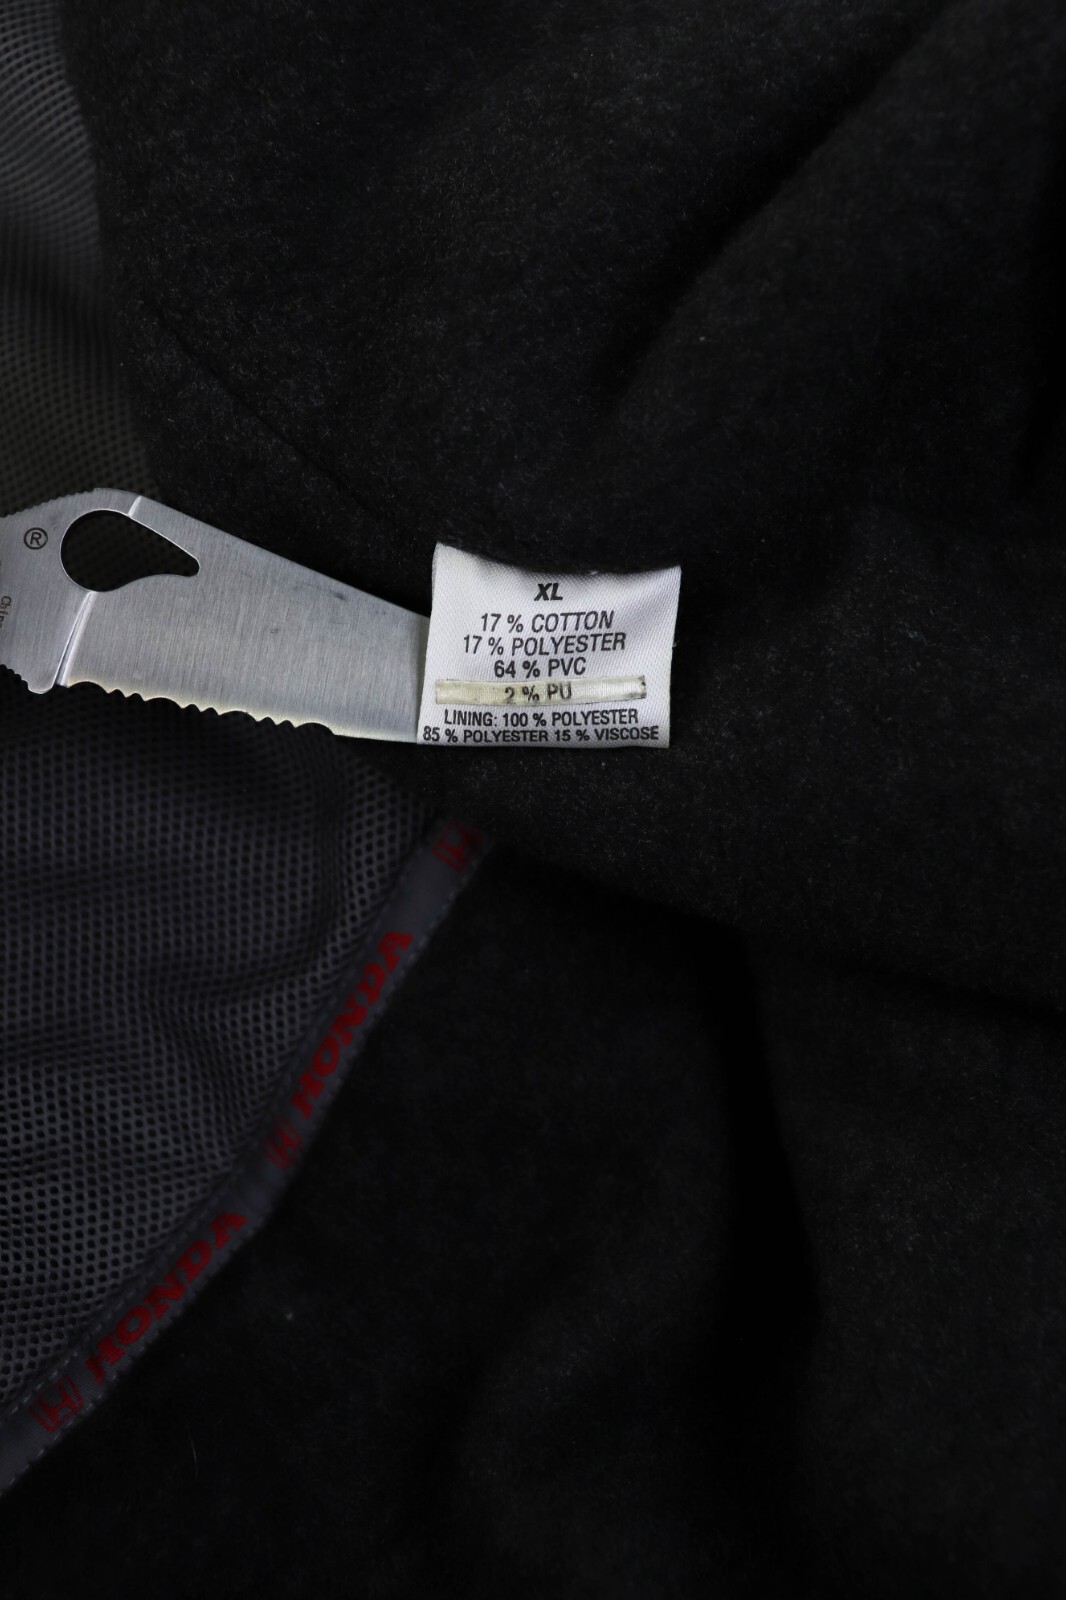 ®
XL
17 % COTTON
17 % POLYESTER
64 % PVC
2 % PU
LINING: 100 % POLYESTER
85 % POLYESTER 15 % VISCOSE
HONDA
HONDA